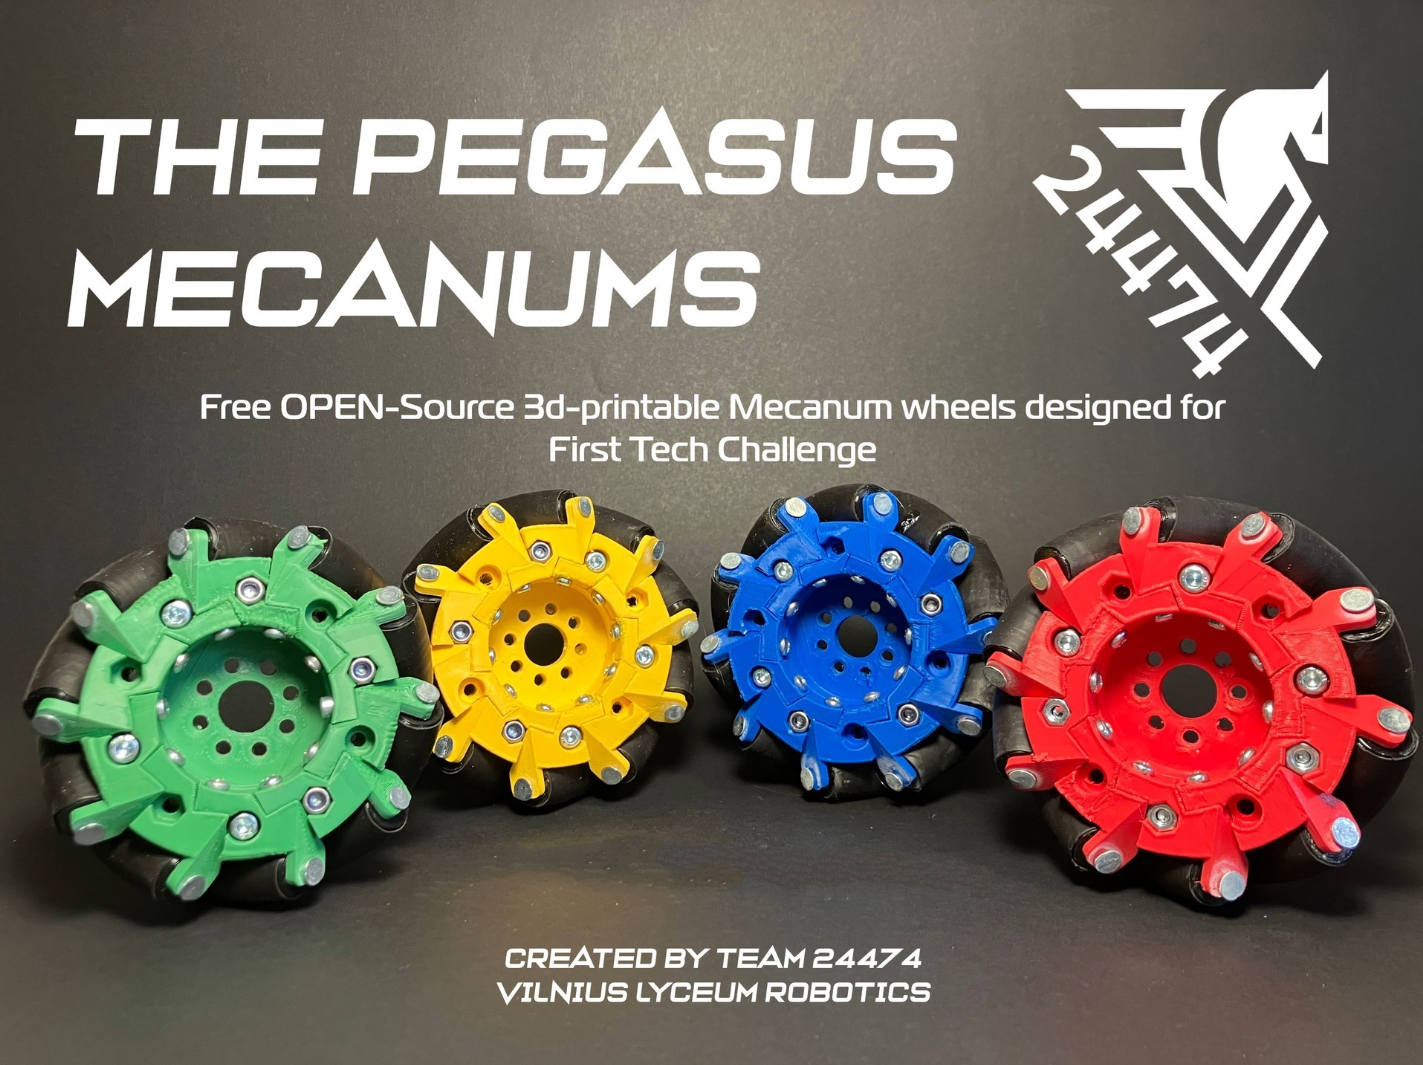 THE PEGASUS
MECANUMS
24474
Free OPEN-Source 3d-printable Mecanum wheels designed for
First Tech Challenge
CREATED BY TEAM 24474
VILNIUS LYCEUM ROBOTICS